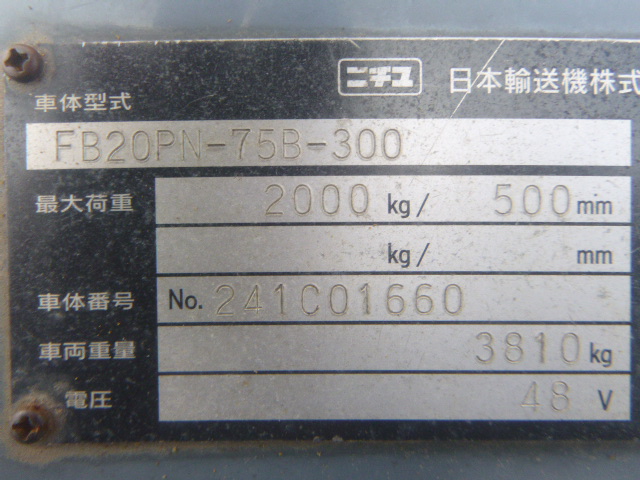 ニチユ 日本輸送機株式
車体型式
FB20PN-75B-300
最大荷重 2000 kg/ 500 mm
kg/ mm
車体番号 No. 241C01660
車両重量 3810 kg
電圧 48 V